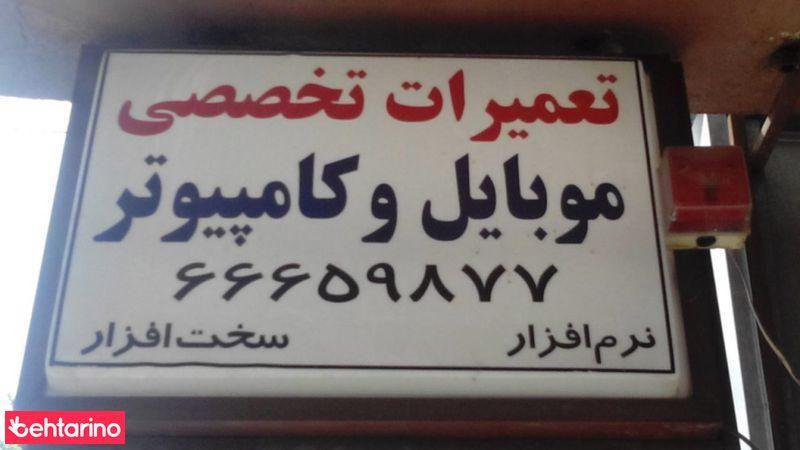 تعمیرات تخصصی
موبایل و کامپیوتر
۶۶۶۵۹۸۷۷
نرم افزار سخت افزار
behtarino